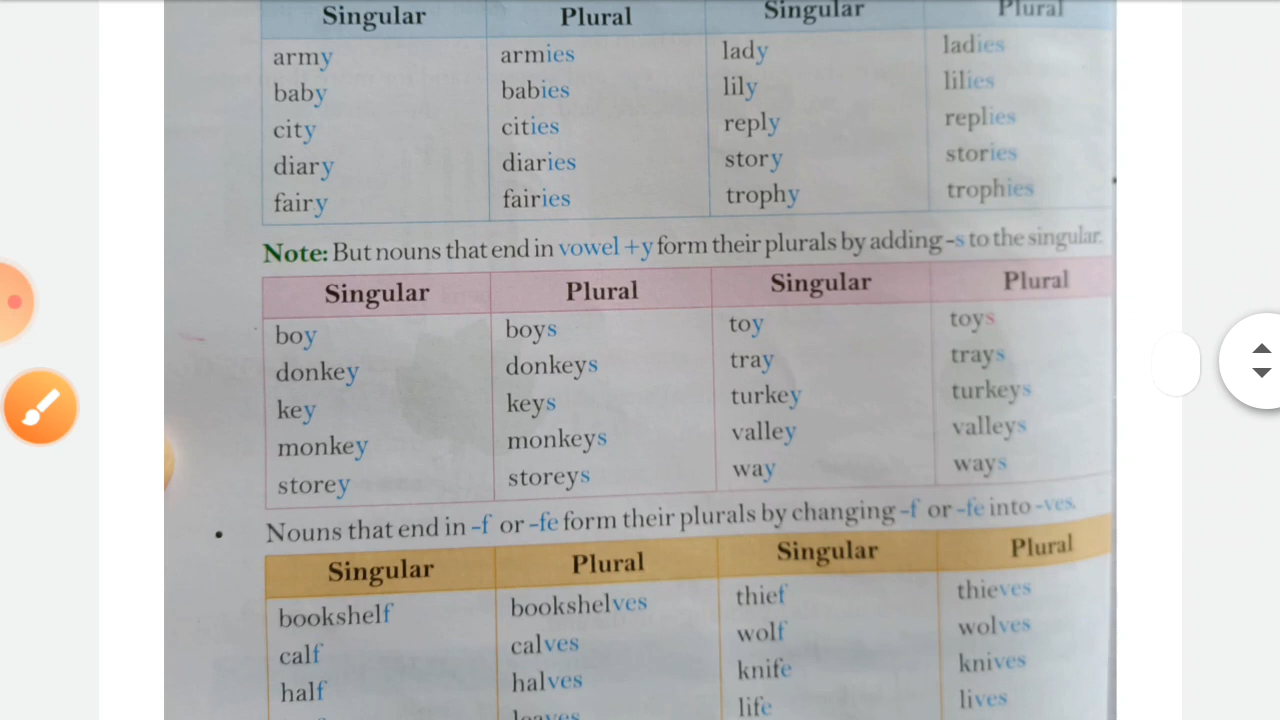 Singular Plural Singular Plural
army armies lady ladies
baby babies lily lilies
city cities reply replies
diary diaries story stories
fairy fairies trophy trophies
Note: But nouns that end in vowel +y form their plurals by adding -s to the singular.
Singular Plural Singular Plural
boy boys toy toys
donkey donkeys tray trays
key keys turkey turkeys
monkey monkeys valley valleys
storey storeys way ways
• Nouns that end in -f or -fe form their plurals by changing -f or -fe into -ves.
Singular Plural Singular Plural
bookshelf bookshelves thief thieves
calf calves wolf wolves
half halves knife knives
leaves life lives